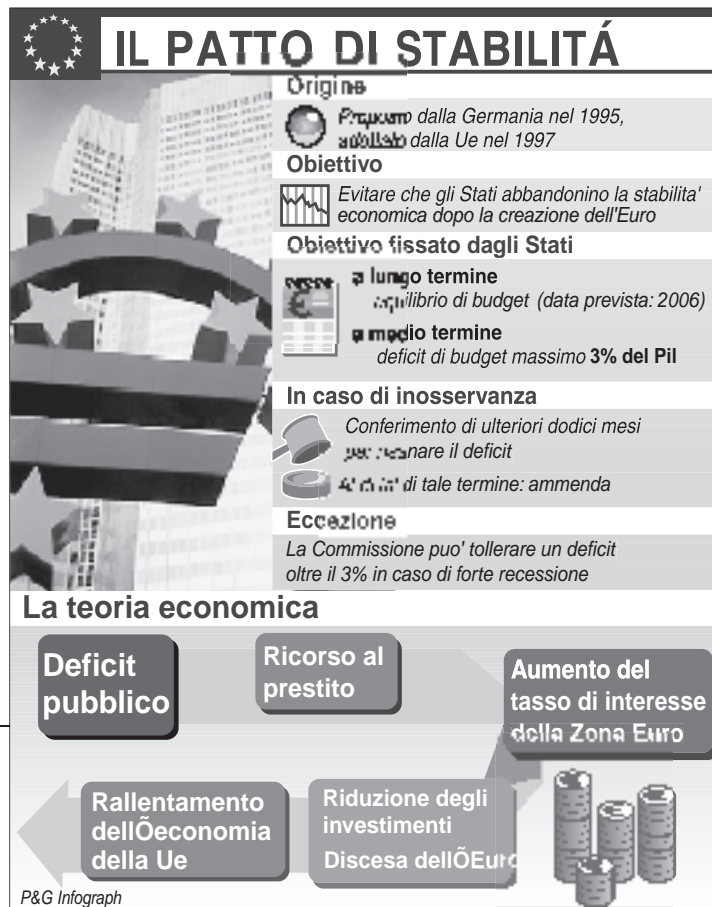 IL PATTO DI STABILITÁ
Origine
dalla Germania nel 1995,
dalla Ue nel 1997
Obiettivo
Evitare che gli Stati abbandonino la stabilita'
economica dopo la creazione dell'Euro
Obiettivo fissato dagli Stati
a lungo termine
equilibrio di budget (data prevista: 2006)
a medio termine
deficit di budget massimo 3% del Pil
In caso di inosservanza
Conferimento di ulteriori dodici mesi
il deficit
di tale termine: ammenda
Eccezione
La Commissione puo' tollerare un deficit
oltre il 3% in caso di forte recessione
La teoria economica
Deficit
pubblico
Ricorso al
prestito
Aumento del
tasso di interesse
della Zona Euro
Riduzione degli
investimenti
Discesa dellÕEuro
Rallentamento
dellÕeconomia
della Ue
P&G Infograph